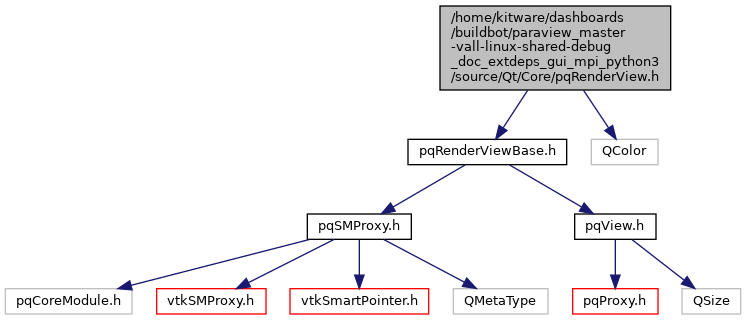 /home/kitware/dashboards
/buildbot/paraview_master
-vall-linux-shared-debug
_doc_extdeps_gui_mpi_python3
/source/Qt/Core/pqRenderView.h
pqRenderViewBase.h
QColor
pqSMProxy.h
pqView.h
pqCoreModule.h
vtkSMProxy.h
vtkSmartPointer.h
QMetaType
pqProxy.h
QSize